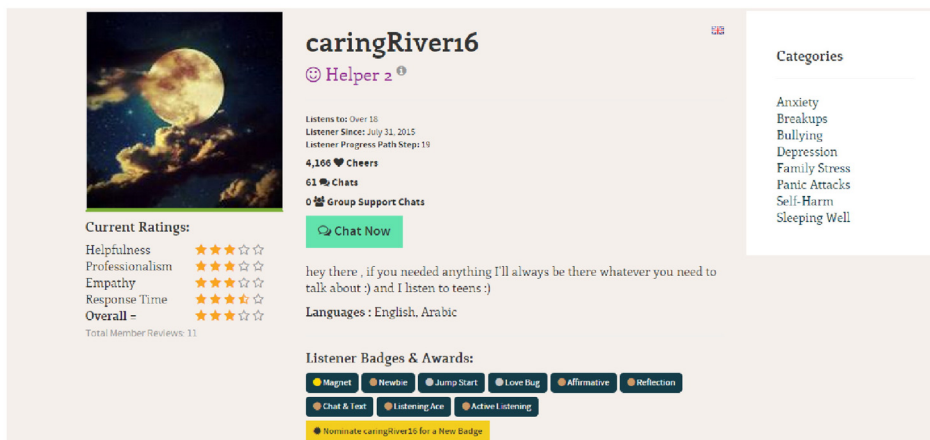 caringRiver16
Helper 2
Listens to: Over 18
Listener Since: July 31, 2015
Listener Progress Path Step: 19
4,166 Cheers
61 Chats
0 Group Support Chats
Chat Now
hey there , if you needed anything I'll always be there whatever you need to
talk about :) and I listen to teens :)
Languages : English, Arabic
Current Ratings:
Helpfulness
Professionalism
Empathy
Response Time
Overall =
Total Member Reviews: 11
Listener Badges & Awards:
Magnet Newbie Jump Start Love Bug Affirmative Reflection
Chat & Text Listening Ace Active Listening
Nominate caringRiver16 for a New Badge
Categories
Anxiety
Breakups
Bullying
Depression
Family Stress
Panic Attacks
Self-Harm
Sleeping Well